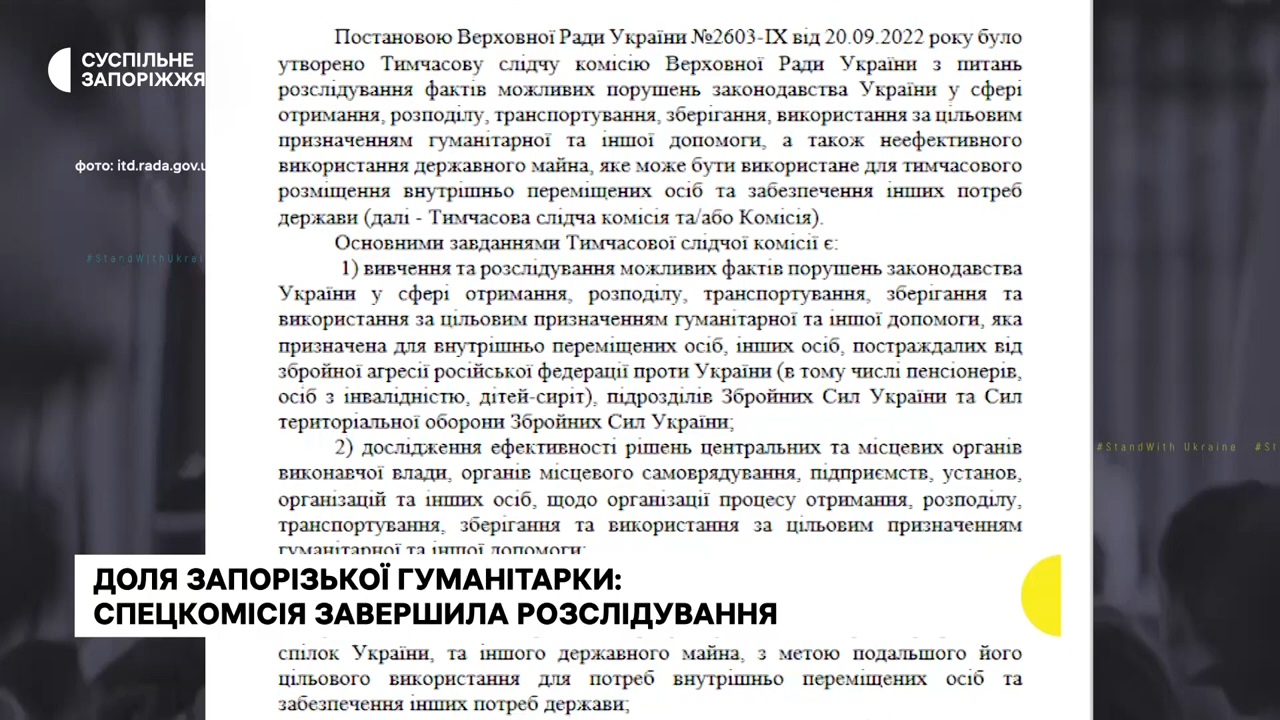 СУСПІЛЬНЕ
ЗАПОРІЖЖЯ
фото: itd.rada.gov.u
#StandWithUkrai
Постановою Верховної Ради України №2603-IX від 20.09.2022 року було
утворено Тимчасову слідчу комісію Верховної Ради України з питань
розслідування фактів можливих порушень законодавства України у сфері
отримання, розподілу, транспортування, зберігання, використання за цільовим
призначенням гуманітарної та іншої допомоги, а також неефективного
використання державного майна, яке може бути використане для тимчасового
розміщення внутрішньо переміщених осіб та забезпечення інших потреб
держави (далі - Тимчасова слідча комісія та/або Комісія).
Основними завданнями Тимчасової слідчої комісії є:
1) вивчення та розслідування можливих фактів порушень законодавства
України у сфері отримання, розподілу, транспортування, зберігання та
використання за цільовим призначенням гуманітарної та іншої допомоги, яка
призначена для внутрішньо переміщених осіб, інших осіб, постраждалих від
збройної агресії російської федерації проти України (в тому числі пенсіонерів,
осіб з інвалідністю, дітей-сиріт), підрозділів Збройних Сил України та Сил
територіальної оборони Збройних Сил України;
2) дослідження ефективності рішень центральних та місцевих органів
виконавчої влади, органів місцевого самоврядування, підприємств, установ,
організацій та інших осіб, щодо організації процесу отримання, розподілу,
транспортування, зберігання та використання за цільовим призначенням
гуманітарної та іншої допомоги;
#StandWith Ukraine #S
ДОЛЯ ЗАПОРІЗЬКОЇ ГУМАНІТАРКИ:
СПЕЦКОМІСІЯ ЗАВЕРШИЛА РОЗСЛІДУВАННЯ
спілок України, та іншого державного майна, з метою подальшого його
цільового використання для потреб внутрішньо переміщених осіб та
забезпечення інших потреб держави;